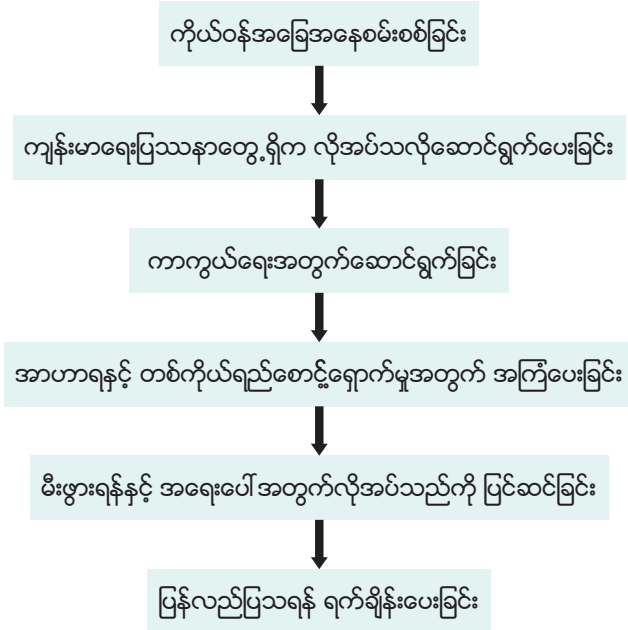 ကိုယ်ဝန်အခြေအနေစမ်းစစ်ခြင်း
ကျန်းမာရေးပြဿနာတွေ့ရှိက လိုအပ်သလိုဆောင်ရွက်ပေးခြင်း
ကာကွယ်ရေးအတွက်ဆောင်ရွက်ခြင်း
အာဟာရနှင့် တစ်ကိုယ်ရည်စောင့်ရှောက်မှုအတွက် အကြံပေးခြင်း
မီးဖွားရန်နှင့် အရေးပေါ်အတွက်လိုအပ်သည်ကို ပြင်ဆင်ခြင်း
ပြန်လည်ပြသရန် ရက်ချိန်းပေးခြင်း